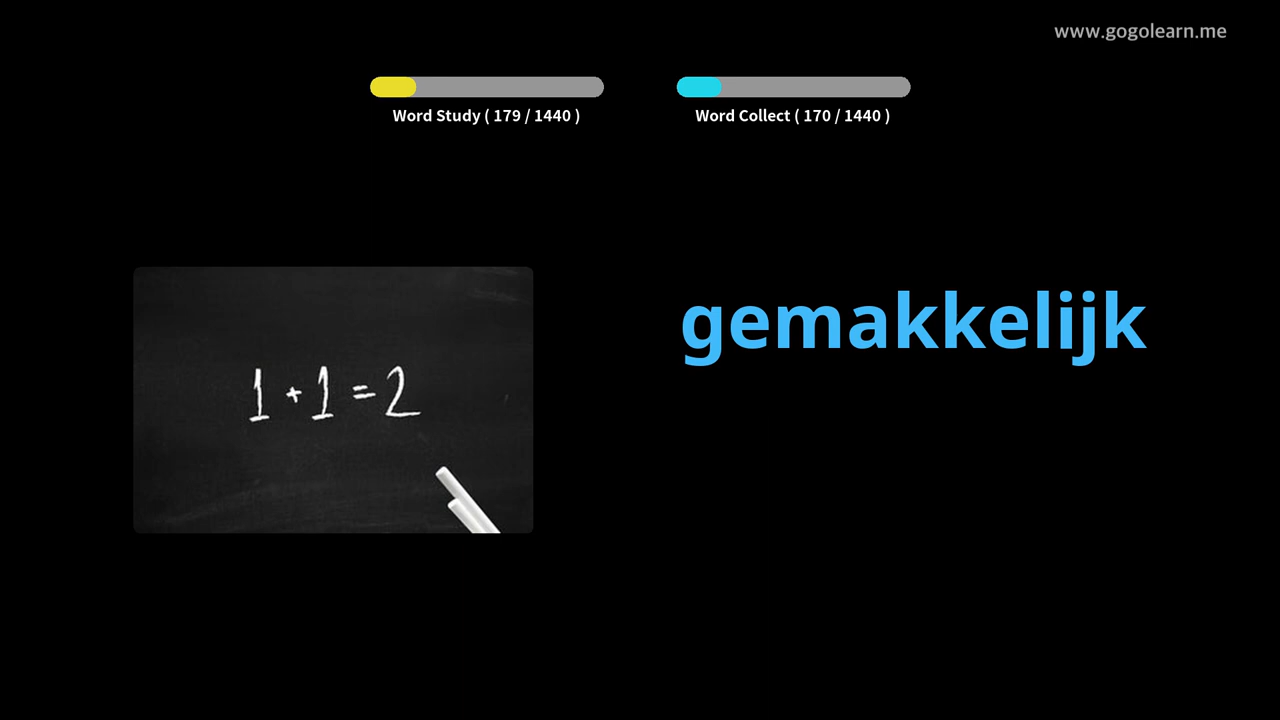 www.gogolearn.me
Word Study ( 179 / 1440 )
Word Collect ( 170 / 1440 )
1 + 1 = 2
gemakkelijk